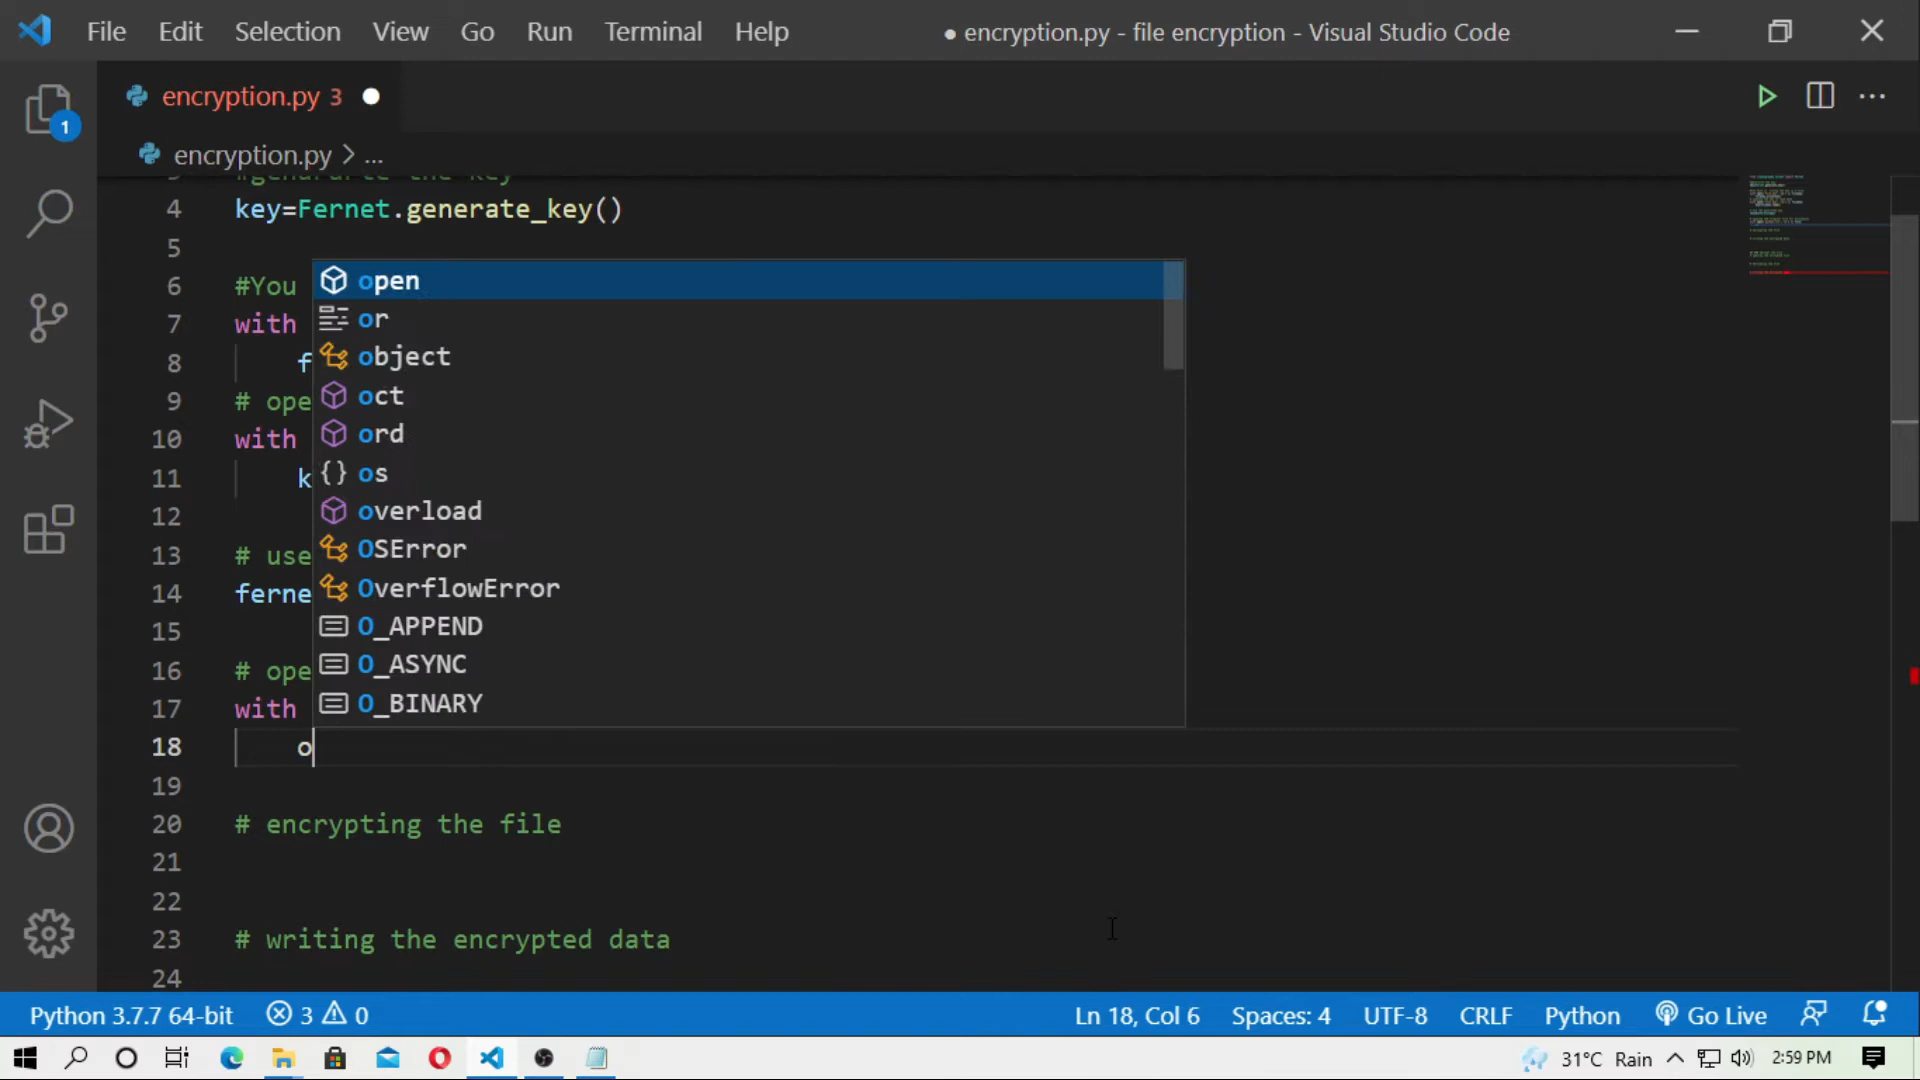 File Edit Selection View Go Run Terminal Help ● encryption.py - file encryption - Visual Studio Code
encryption.py 3
encryption.py > ...
4 key=Fernet.generate_key()
5
6 #You
7 with
8 f
9 # ope
10 with
11 k
12
13 # use
14 ferne
15
16 # ope
17 with
18 o
19
20 # encrypting the file
21
22
23 # writing the encrypted data
24
open
or
object
oct
ord
os
overload
OSError
OverflowError
O_APPEND
O_ASYNC
O_BINARY
1
Python 3.7.7 64-bit 3 0 Ln 18, Col 6 Spaces: 4 UTF-8 CRLF Python Go Live
31°C Rain 2:59 PM